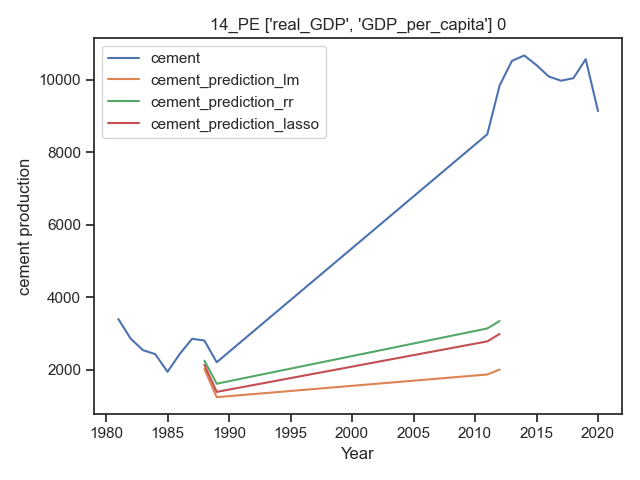 14_PE ['real_GDP', 'GDP_per_capita'] 0
cement
cement_prediction_lm
cement_prediction_rr
cement_prediction_lasso
cement production
10000
8000
6000
4000
2000
1980 1985 1990 1995 2000 2005 2010 2015 2020
Year